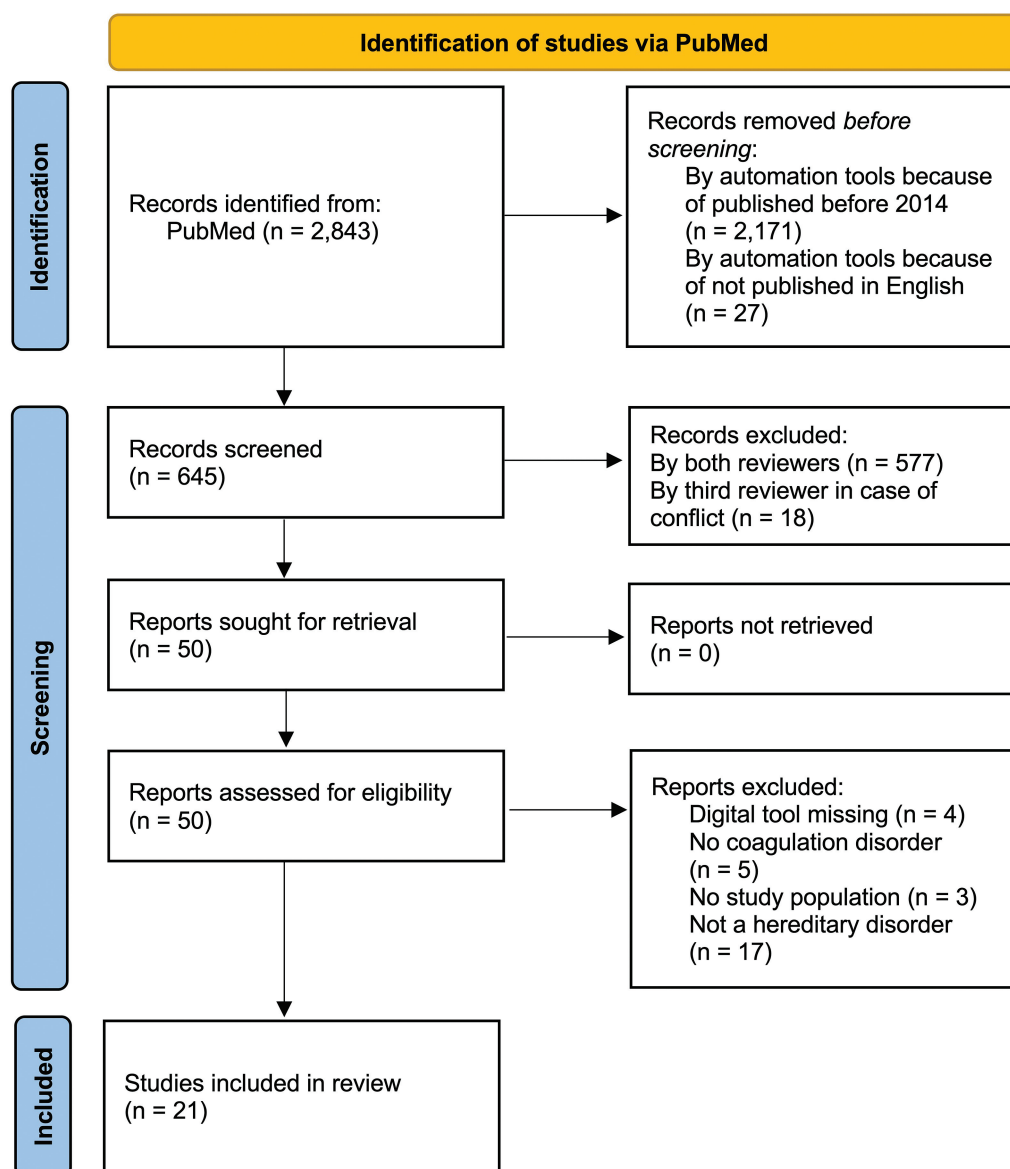 Identification of studies via PubMed
Identification
Records identified from:
PubMed (n = 2,843)
Records removed before
screening:
By automation tools because
of published before 2014
(n = 2,171)
By automation tools because
of not published in English
(n = 27)
Screening
Records screened
(n = 645)
Records excluded:
By both reviewers (n = 577)
By third reviewer in case of
conflict (n = 18)
Reports sought for retrieval
(n = 50)
Reports not retrieved
(n = 0)
Reports assessed for eligibility
(n = 50)
Reports excluded:
Digital tool missing (n = 4)
No coagulation disorder
(n = 5)
No study population (n = 3)
Not a hereditary disorder
(n = 17)
Included
Studies included in review
(n = 21)